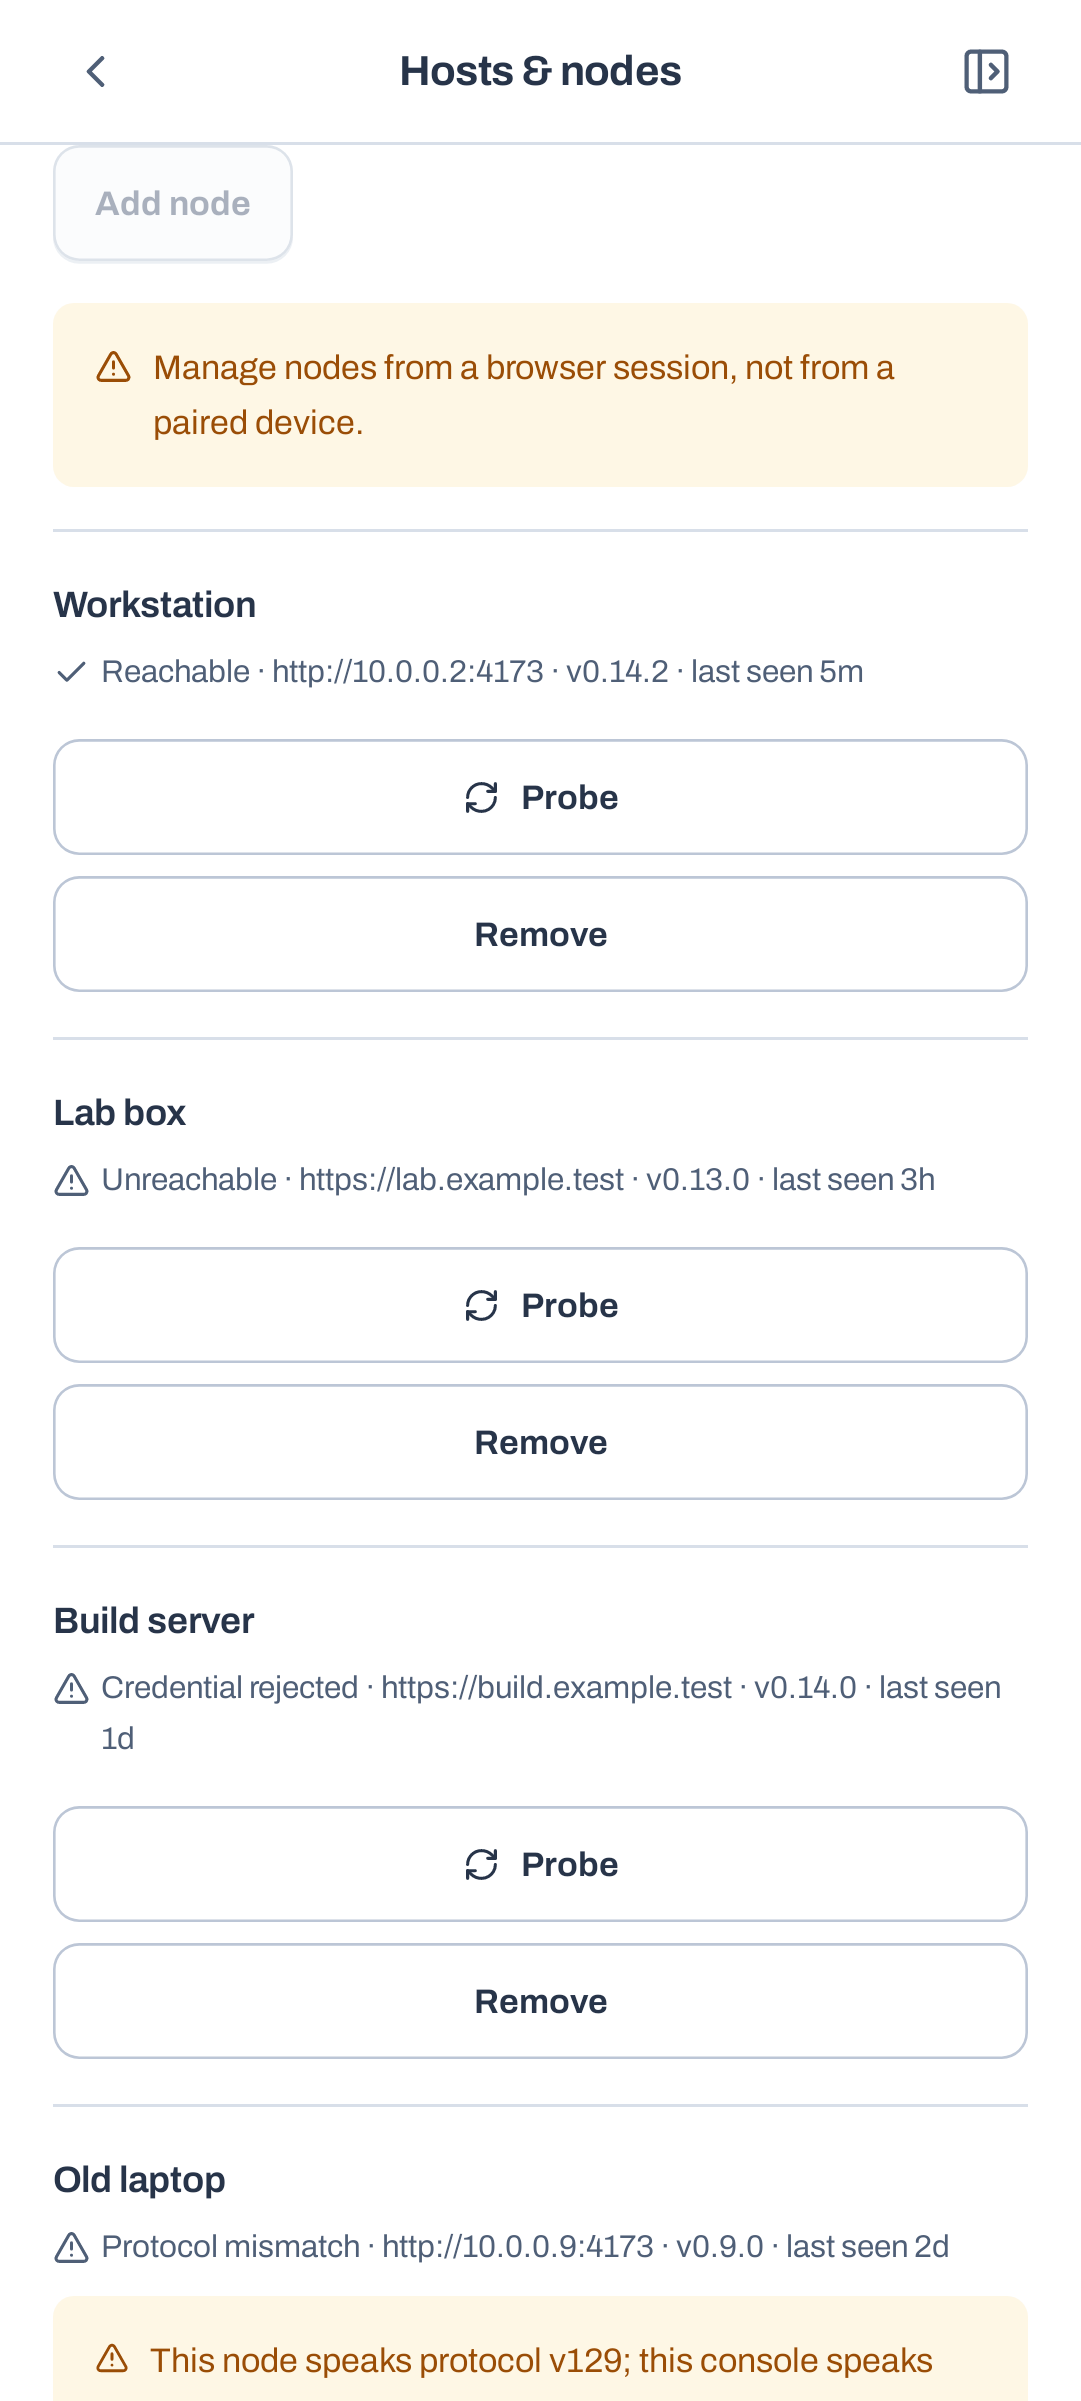 Hosts & nodes
Add node
Manage nodes from a browser session, not from a
paired device.
Workstation
Reachable · http://10.0.0.2:4173 · v0.14.2 · last seen 5m
Probe
Remove
Lab box
Unreachable · https://lab.example.test · v0.13.0 · last seen 3h
Probe
Remove
Build server
Credential rejected · https://build.example.test · v0.14.0 · last seen
1d
Probe
Remove
Old laptop
Protocol mismatch · http://10.0.0.9:4173 · v0.9.0 · last seen 2d
This node speaks protocol v129; this console speaks